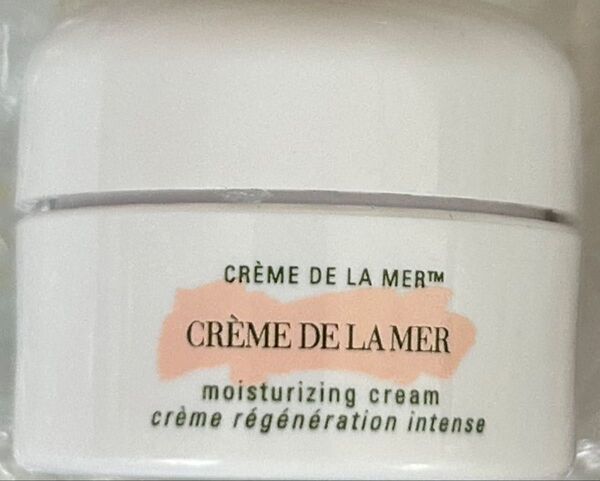 CRÈME DE LA MER™
CRÈME DE LA MER
moisturizing cream
crème régénération intense